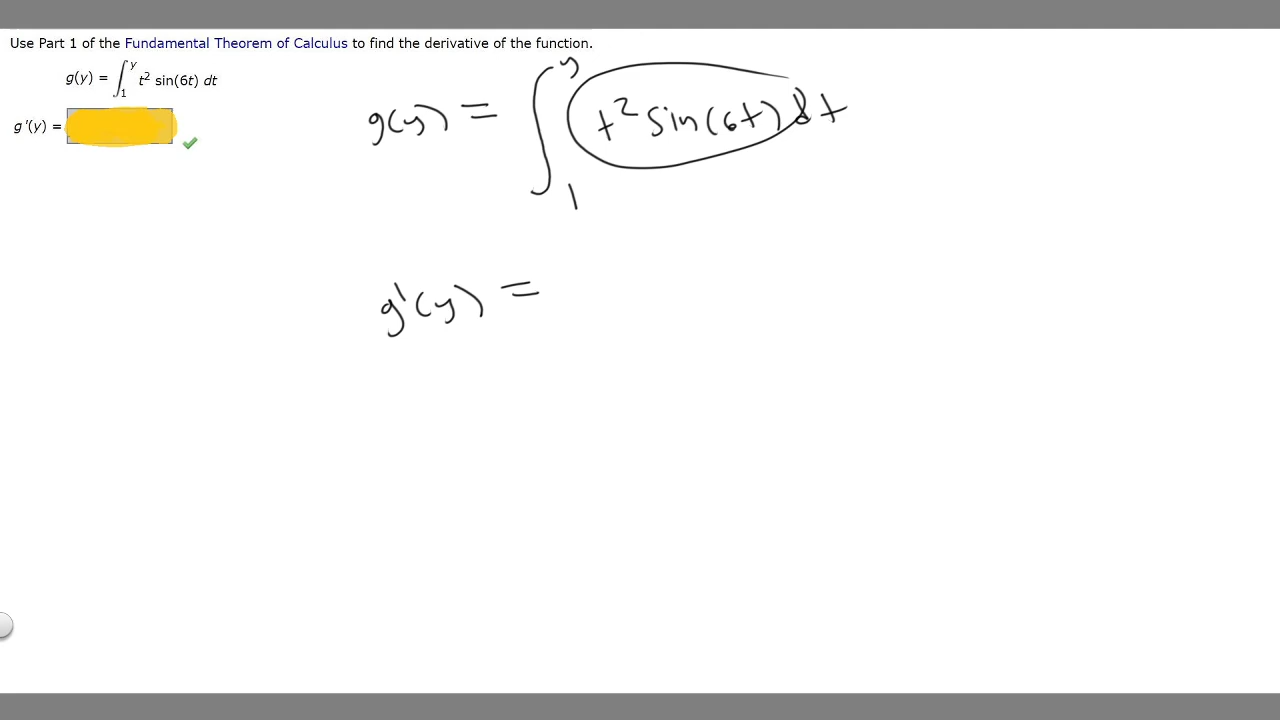 Use Part 1 of the Fundamental Theorem of Calculus to find the derivative of the function.
g(y) = ∫₁ʸ t² sin(6t) dt
g'(y) =
g(y) = ∫₁ʸ t² sin(6t) dt
g'(y) =